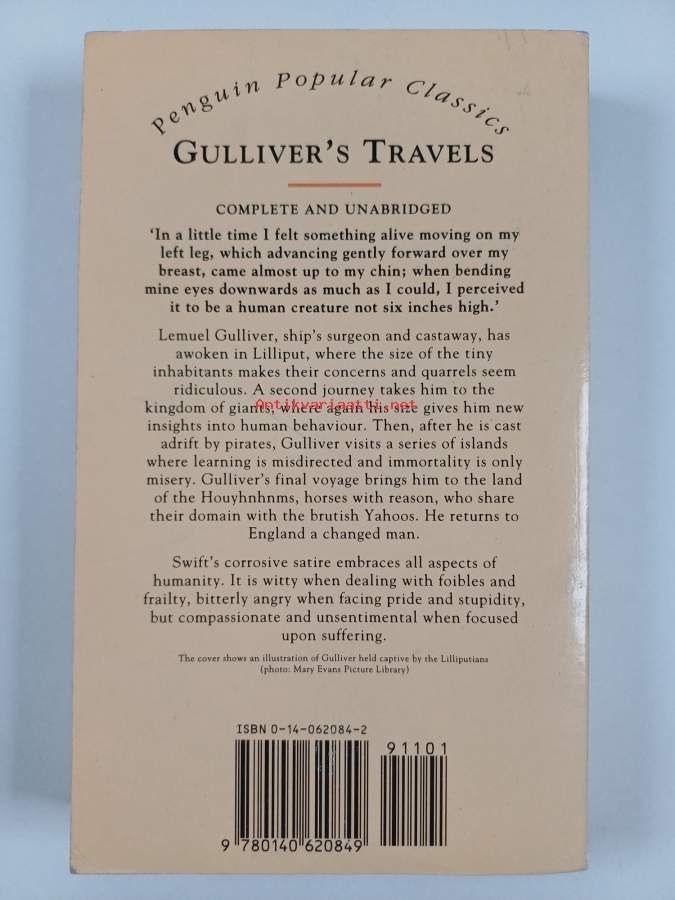 Penguin Popular Classics
GULLIVER'S TRAVELS
COMPLETE AND UNABRIDGED
'In a little time I felt something alive moving on my
left leg, which advancing gently forward over my
breast, came almost up to my chin; when bending
mine eyes downwards as much as I could, I perceived
it to be a human creature not six inches high.'
Lemuel Gulliver, ship's surgeon and castaway, has
awoken in Lilliput, where the size of the tiny
inhabitants makes their concerns and quarrels seem
ridiculous. A second journey takes him to the
Antikvariaatti.net
kingdom of giants, where again his size gives him new
insights into human behaviour. Then, after he is cast
adrift by pirates, Gulliver visits a series of islands
where learning is misdirected and immortality is only
misery. Gulliver's final voyage brings him to the land
of the Houyhnhnms, horses with reason, who share
their domain with the brutish Yahoos. He returns to
England a changed man.
Swift's corrosive satire embraces all aspects of
humanity. It is witty when dealing with foibles and
frailty, bitterly angry when facing pride and stupidity,
but compassionate and unsentimental when focused
upon suffering.
The cover shows an illustration of Gulliver held captive by the Lilliputians
(photo: Mary Evans Picture Library)
ISBN 0-14-062084-2
91101
9 780140 620849